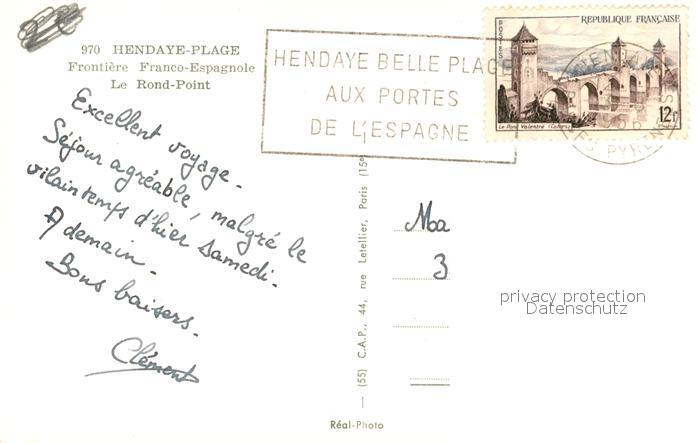 970 HENDAYE-PLAGE
Frontière Franco-Espagnole
Le Rond-Point
HENDAYE BELLE PLAGE
AUX PORTES
DE L'ESPAGNE
POSTES
REPUBLIQUE FRANÇAISE
12F
Le Pont Valentré (Cahors)
Excellent voyage.
Séjour agréable, malgré le
vilain temps d'hier samedi.
A demain.
Bons baisers.
Clément
(55) C.A.P., 44, rue Letellier, Paris (15e
Ma
3
privacy protection
Datenschutz
Réal-Photo